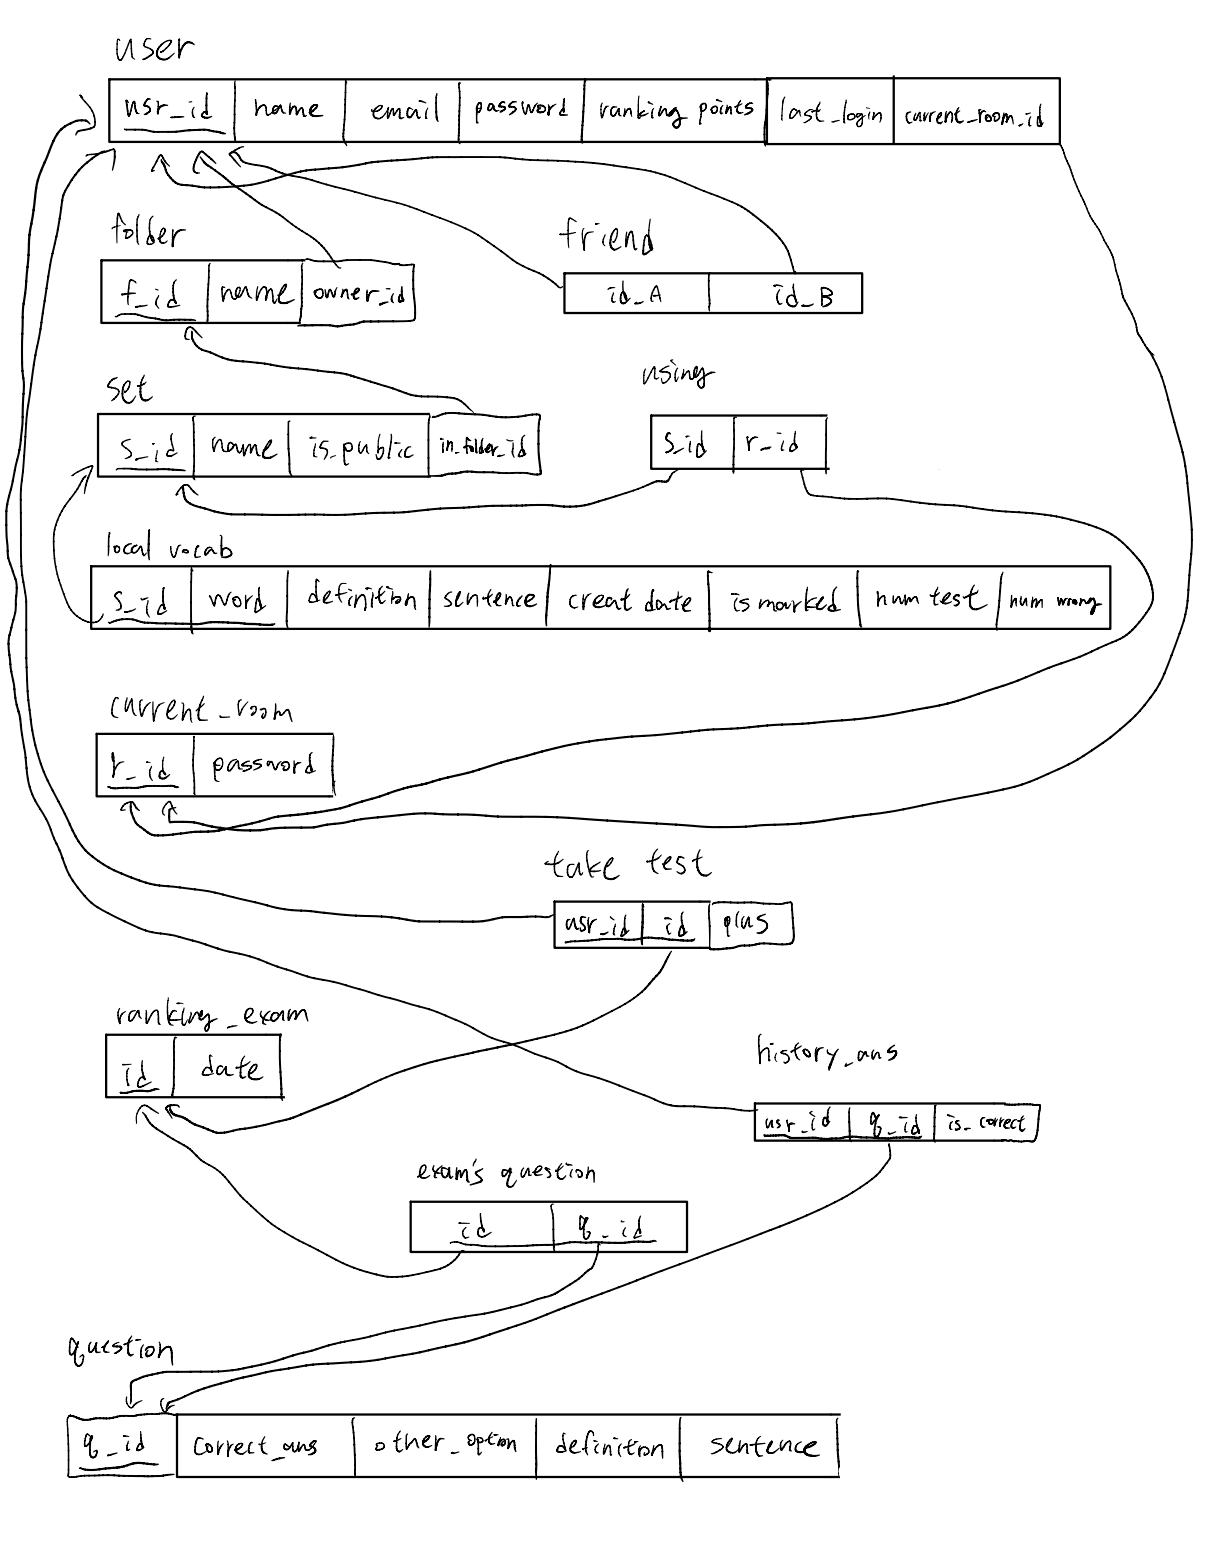 user
usr_id name email password ranking points last_login current_room_id
folder
friend
f_id name owner_id
id_A id_B
set
using
s_id name is_public in_folder_id
s_id r_id
local vocab
s_id word definition sentence creat date is marked num test num wrong
current_room
r_id password
take test
usr_id id plus
ranking_exam
id date
history_ans
usr_id q_id is_correct
exam's question
id q_id
question
q_id correct_ans other_option definition sentence